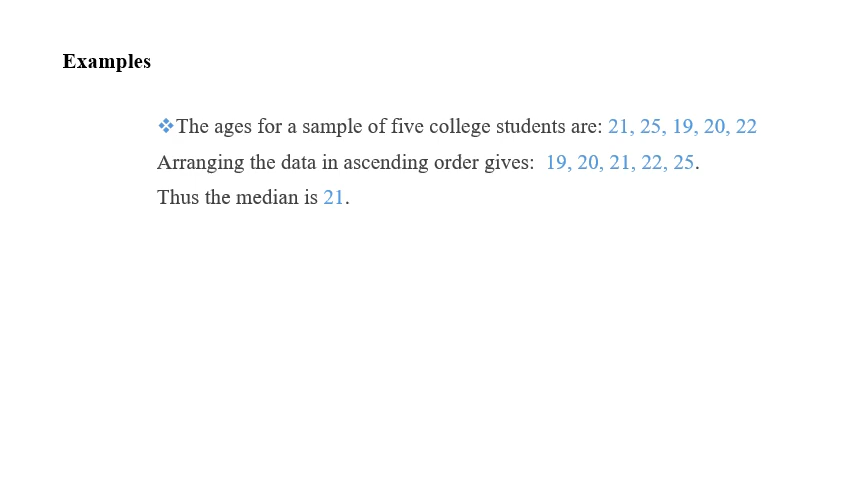 Examples
❖The ages for a sample of five college students are: 21, 25, 19, 20, 22
Arranging the data in ascending order gives:  19, 20, 21, 22, 25.
Thus the median is 21.